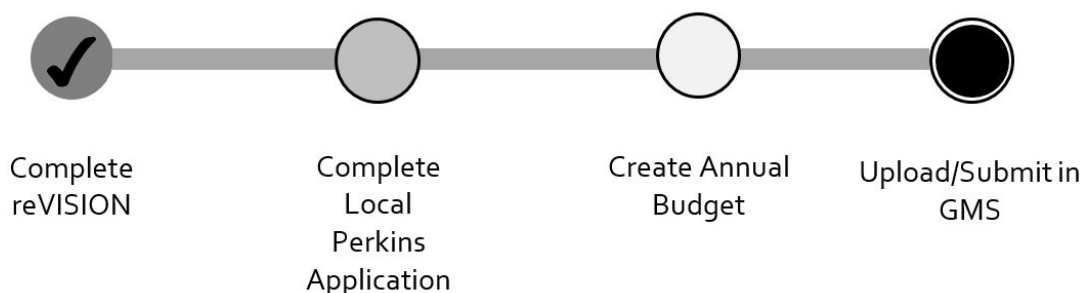 Complete
reVISION
Complete
Local
Perkins
Application
Create Annual
Budget
Upload/Submit in
GMS